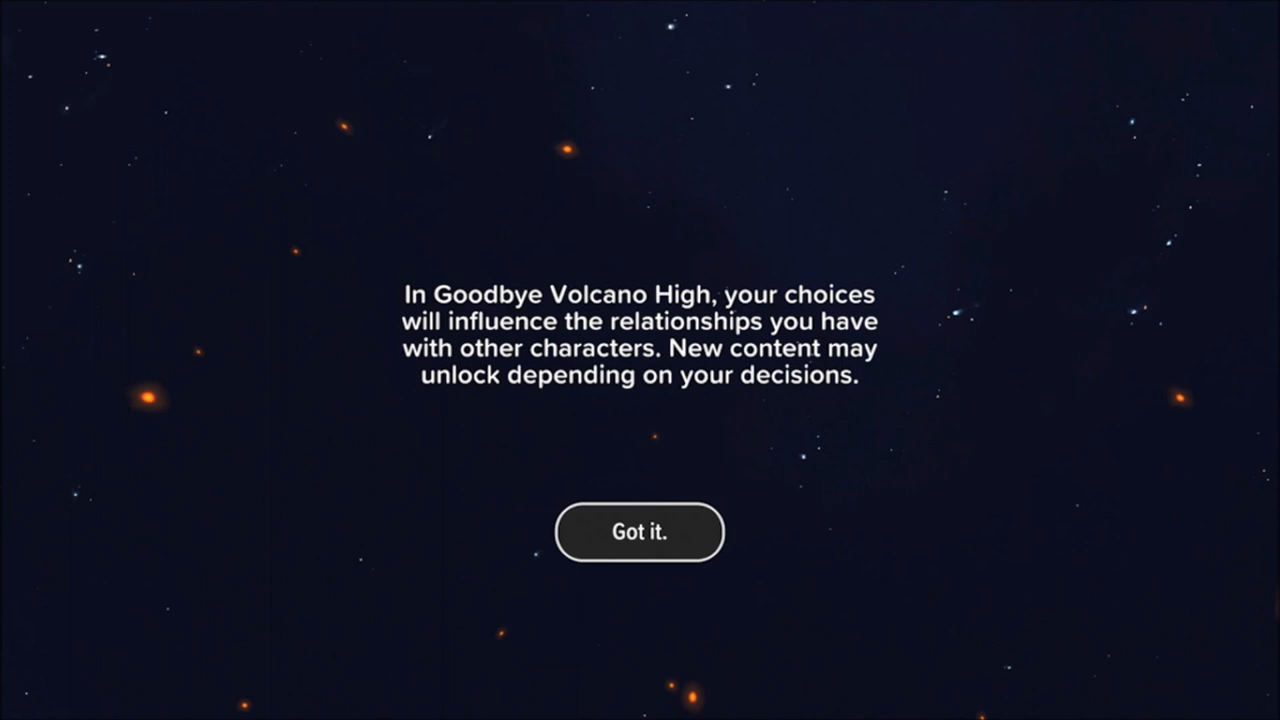 In Goodbye Volcano High, your choices
will influence the relationships you have
with other characters. New content may
unlock depending on your decisions.
Got it.